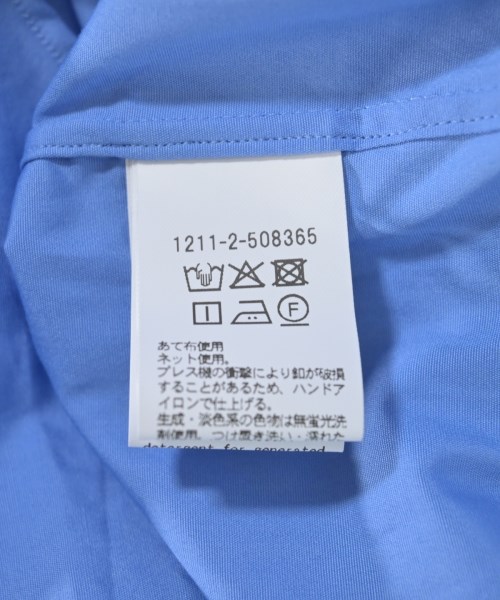 1211-2-508365
F
あて布使用
ネット使用。
プレス機の衝撃により釦が破損
することがあるため、ハンドア
イロンで仕上げる。
生成・淡色系の色物は無蛍光洗
剤使用。つけ置き洗い・濡れた
detergent for generated